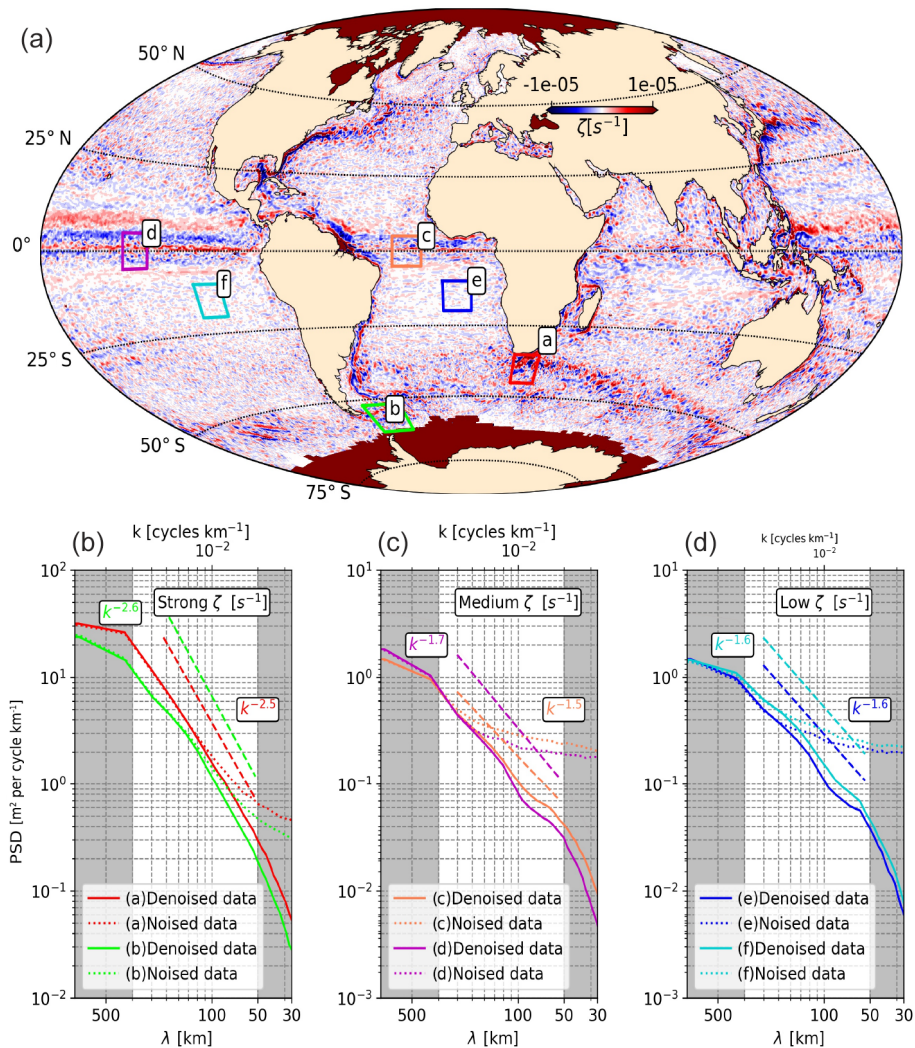 (a)
50° N
-1e-05 1e-05
ζ[s⁻¹]
25° N
d
c
0°
f
e
a
25° S
b
50° S
75° S
(b) k [cycles km⁻¹]
10⁻²
(c) k [cycles km⁻¹]
10⁻²
(d) k [cycles km⁻¹]
10⁻²
PSD [m² per cycle km⁻¹]
10²
10¹
10⁰
10⁻¹
10⁻²
Strong ζ [s⁻¹]
k⁻²·⁶
k⁻²·⁵
(a)Denoised data
(a)Noised data
(b)Denoised data
(b)Noised data
500 100 50 30
λ [km]
10¹
10⁰
10⁻¹
10⁻²
10⁻³
Medium ζ [s⁻¹]
k⁻¹·⁷
k⁻¹·⁵
(c)Denoised data
(c)Noised data
(d)Denoised data
(d)Noised data
500 100 50 30
λ [km]
10¹
10⁰
10⁻¹
10⁻²
10⁻³
Low ζ [s⁻¹]
k⁻¹·⁶
k⁻¹·⁶
(e)Denoised data
(e)Noised data
(f)Denoised data
(f)Noised data
500 100 50 30
λ [km]